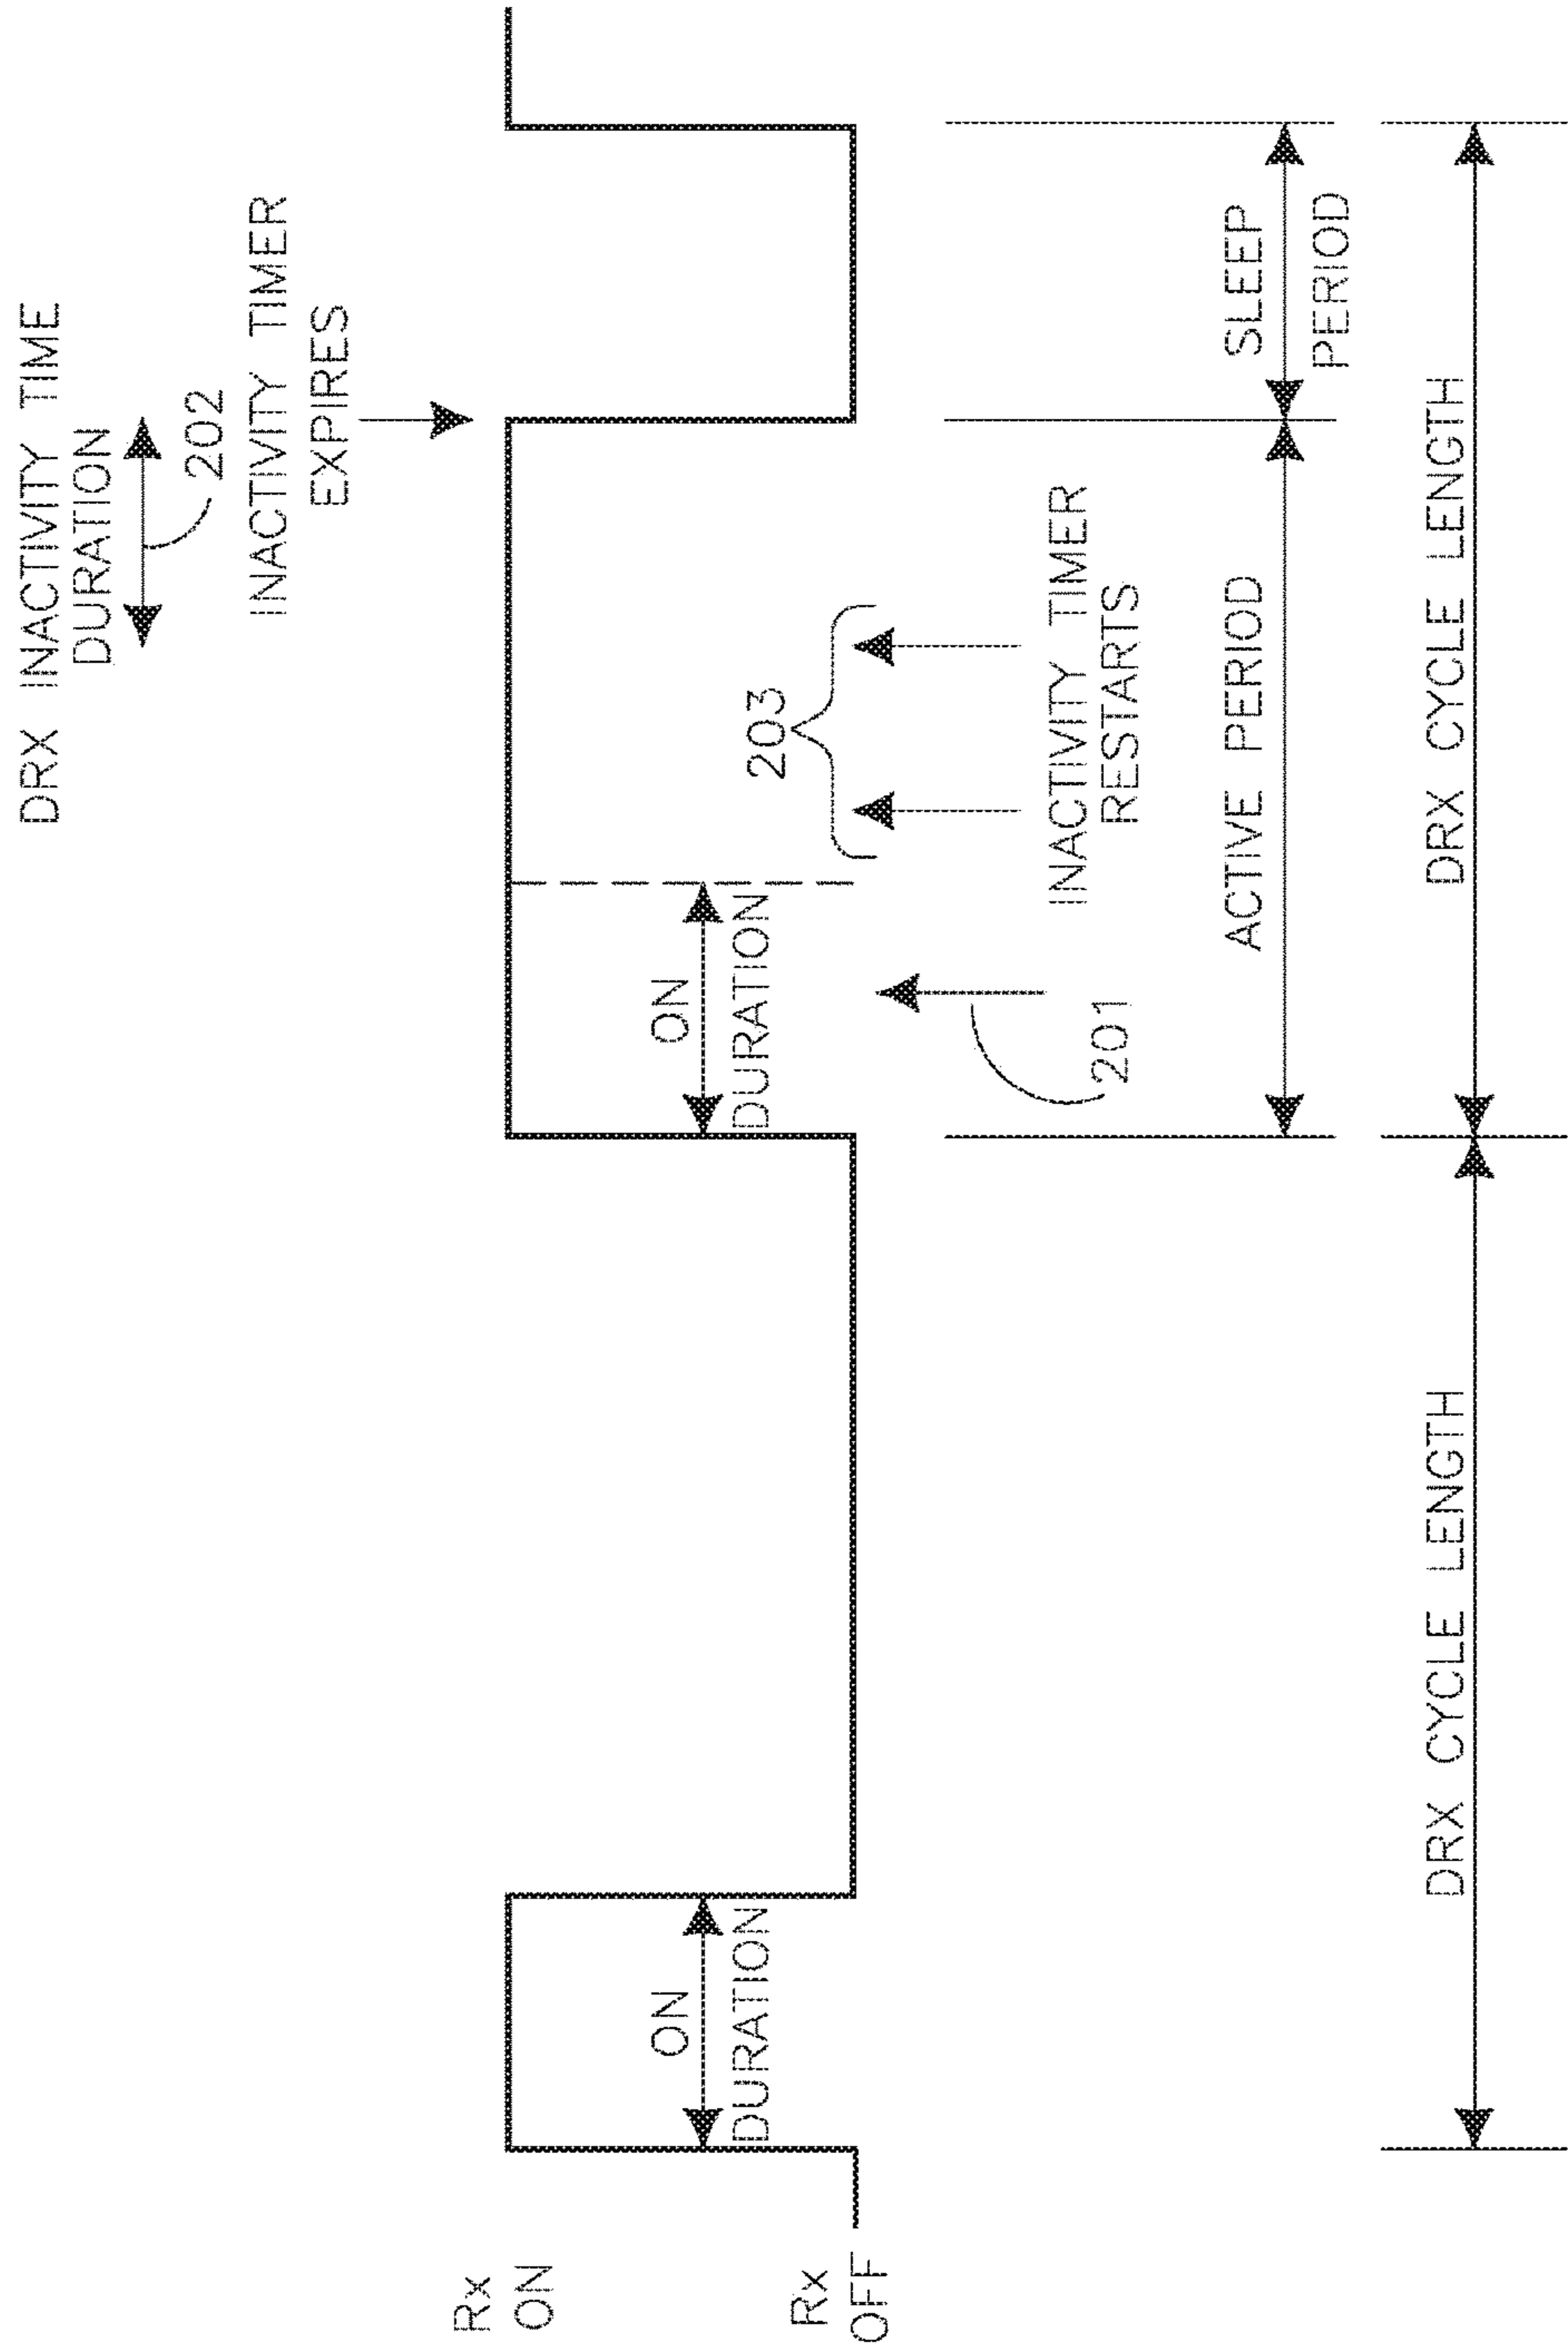 DRX INACTIVITY TIME
DURATION
202
INACTIVITY TIMER
EXPIRES
Rx
ON
ON
DURATION
ON
DURATION
203
Rx
OFF
201
INACTIVITY TIMER
RESTARTS
ACTIVE PERIOD
SLEEP
PERIOD
DRX CYCLE LENGTH
DRX CYCLE LENGTH